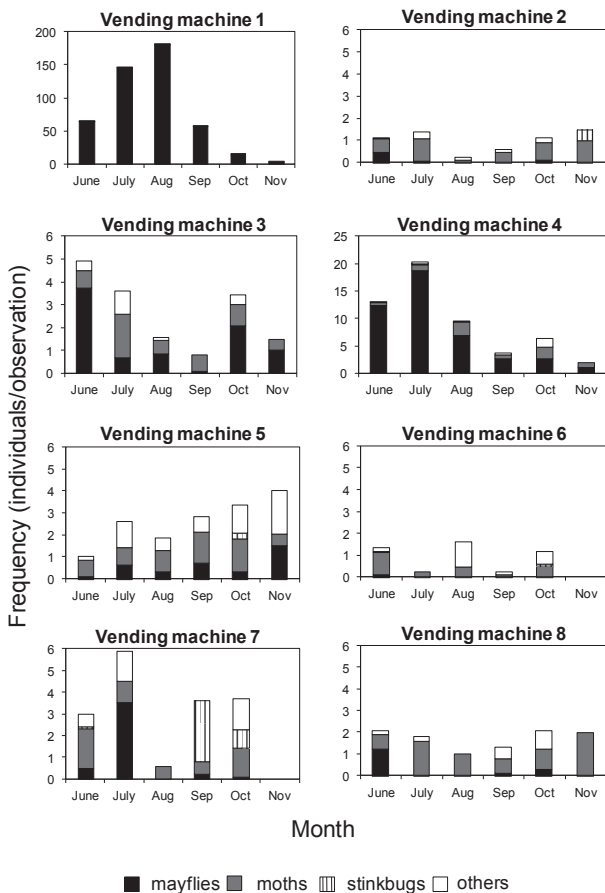 Vending machine 1
200
150
100
50
0
June July Aug Sep Oct Nov
Vending machine 2
6
5
4
3
2
1
0
June July Aug Sep Oct Nov
Vending machine 3
6
5
4
3
2
1
0
June July Aug Sep Oct Nov
Vending machine 4
25
20
15
10
5
0
June July Aug Sep Oct Nov
Vending machine 5
6
5
4
3
2
1
0
June July Aug Sep Oct Nov
Vending machine 6
6
5
4
3
2
1
0
June July Aug Sep Oct Nov
Vending machine 7
6
5
4
3
2
1
0
June July Aug Sep Oct Nov
Vending machine 8
6
5
4
3
2
1
0
June July Aug Sep Oct Nov
Frequency (individuals/observation)
Month
mayflies moths stinkbugs others